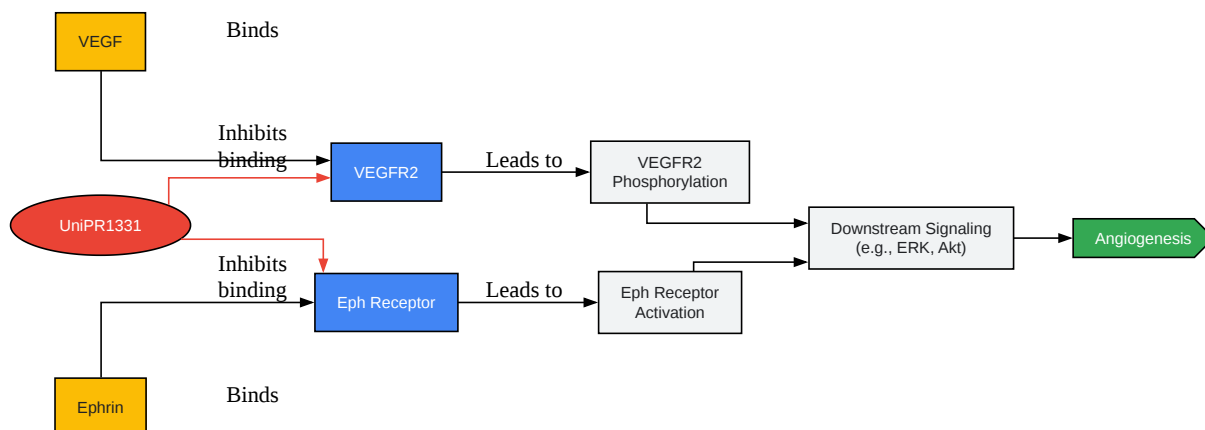 VEGF
Binds
Inhibits
binding
VEGFR2
Leads to
VEGFR2
Phosphorylation
UniPR1331
Downstream Signaling
(e.g., ERK, Akt)
Angiogenesis
Inhibits
binding
Eph Receptor
Leads to
Eph Receptor
Activation
Ephrin
Binds